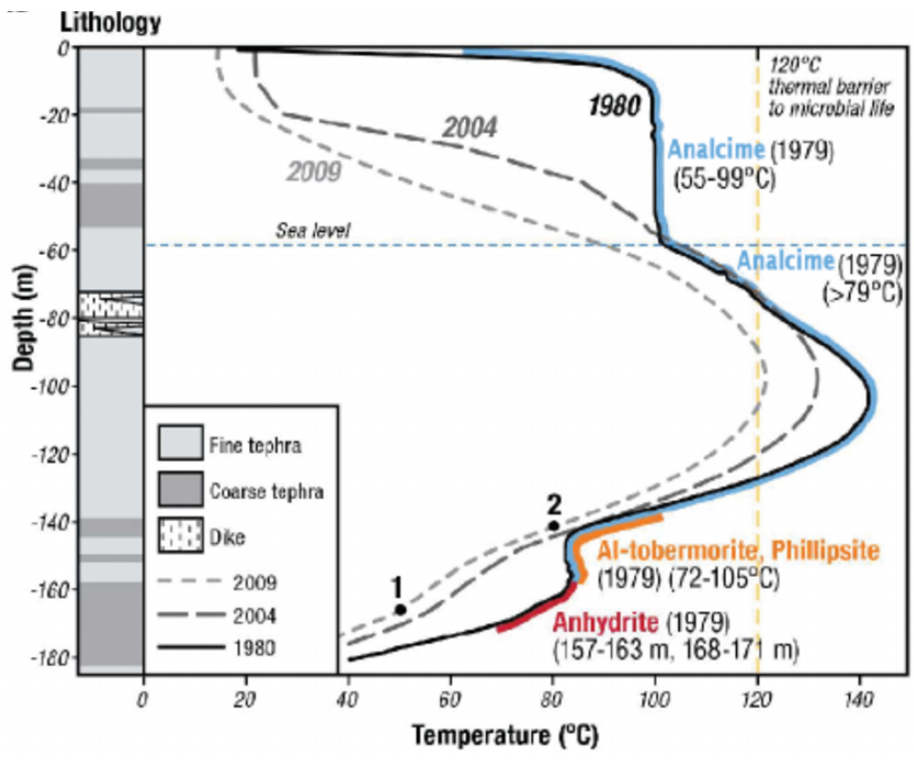 Lithology
0
-20
-40
-60
-80
-100
-120
-140
-160
-180
Depth (m)
1980
2004
2009
120°C
thermal barrier
to microbial life
Analcime (1979)
(55-99°C)
Sea level
Analcime (1979)
(>79°C)
Fine tephra
Coarse tephra
Dike
2009
2004
1980
1
2
Al-tobermorite, Phillipsite
(1979) (72-105°C)
Anhydrite (1979)
(157-163 m, 168-171 m)
0
20
40
60
80
100
120
140
Temperature (°C)